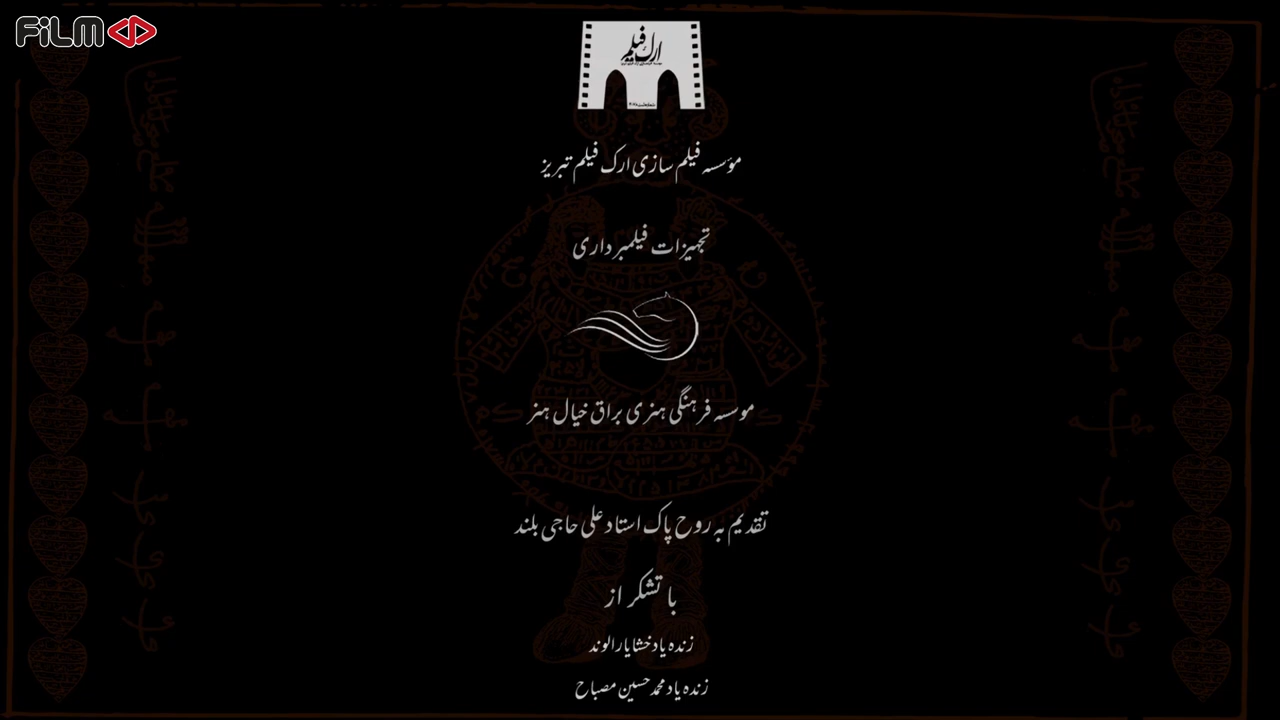 FiLM
ارک فیلم
مؤسسه فیلم سازی ارک فیلم تبریز
تجهیزات فیلمبرداری
موسسه فرهنگی هنری براق خیال هنر
تقدیم به روح پاک استاد علی حاجی بلند
با تشکر از
زنده یاد خشایار الوند
زنده یاد محمد حسین مصباح